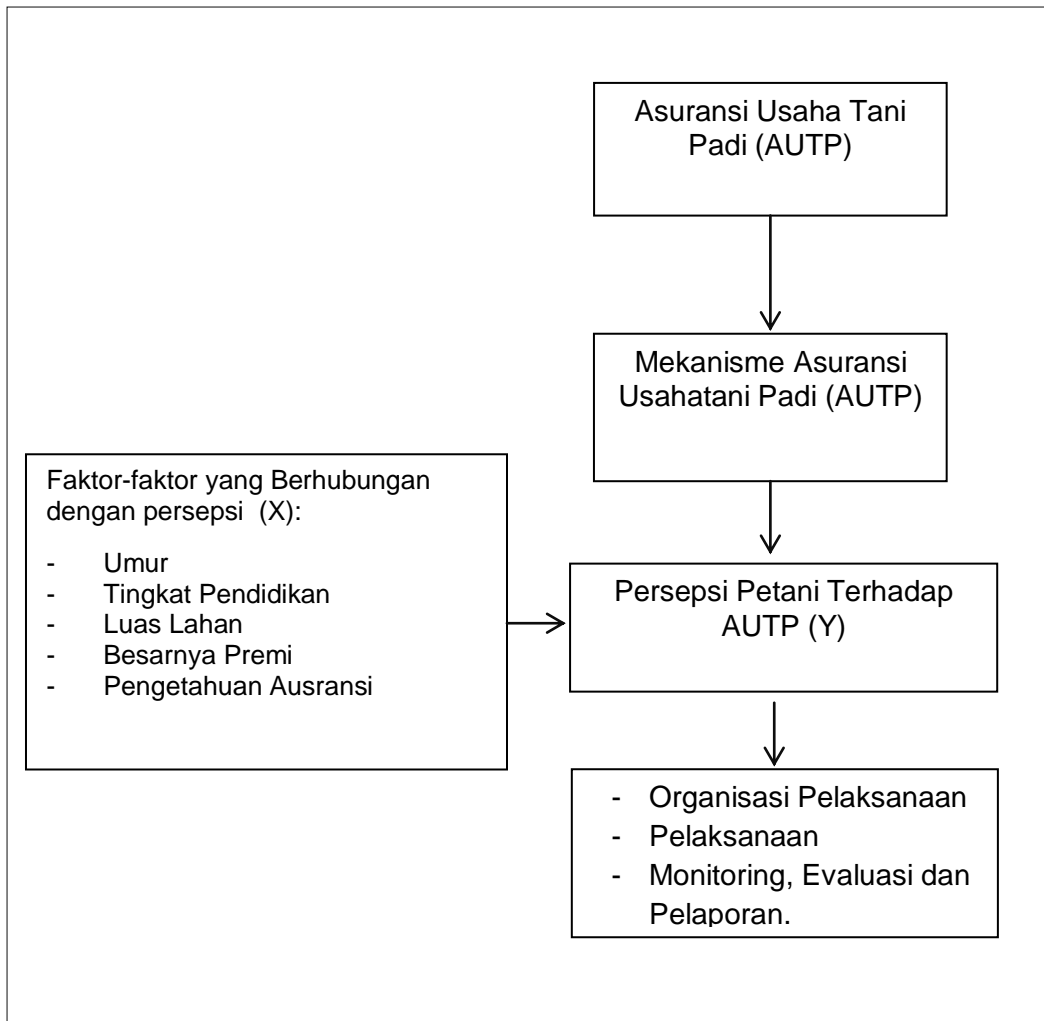 Asuransi Usaha Tani
Padi (AUTP)
Mekanisme Asuransi
Usahatani Padi (AUTP)
Faktor-faktor yang Berhubungan
dengan persepsi (X):
- Umur
- Tingkat Pendidikan
- Luas Lahan
- Besarnya Premi
- Pengetahuan Ausransi
Persepsi Petani Terhadap
AUTP (Y)
- Organisasi Pelaksanaan
- Pelaksanaan
- Monitoring, Evaluasi dan
Pelaporan.